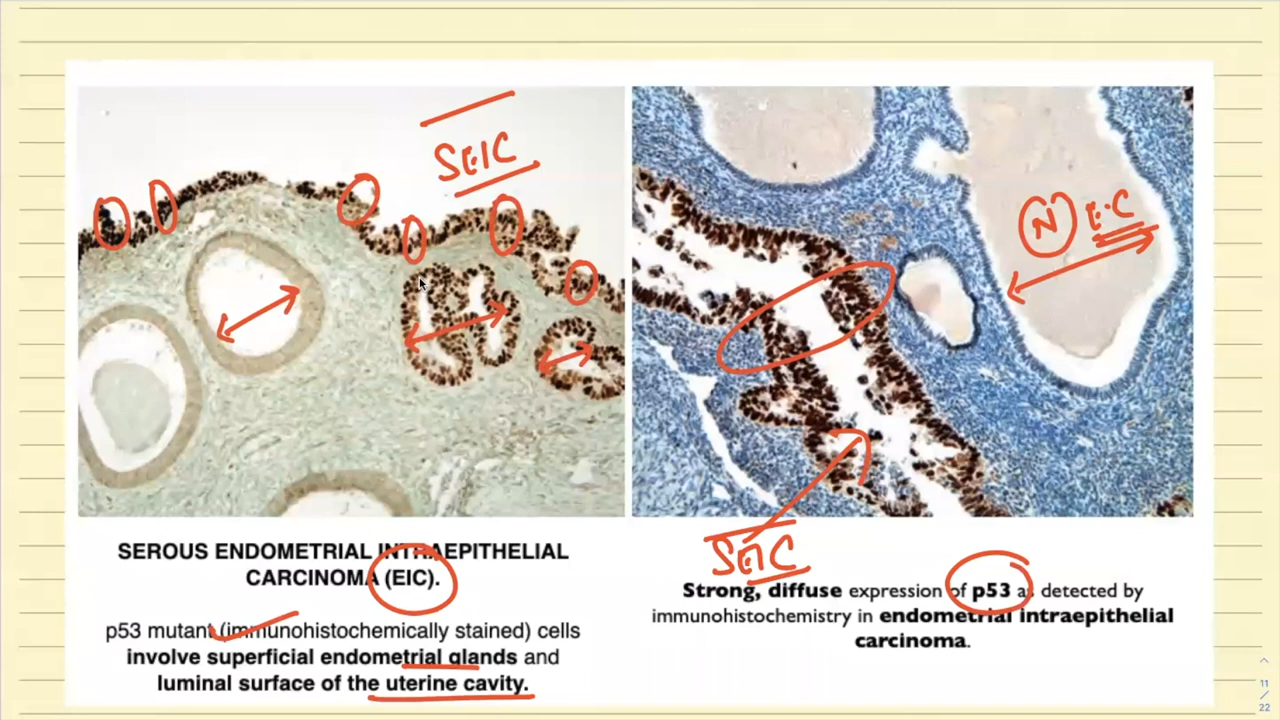 SEIC
N E.C
SEIC
SEROUS ENDOMETRIAL INTRAEPITHELIAL
CARCINOMA (EIC).
p53 mutant (immunohistochemically stained) cells
involve superficial endometrial glands and
luminal surface of the uterine cavity.
Strong, diffuse expression of p53 as detected by
immunohistochemistry in endometrial intraepithelial
carcinoma.
11
/
22